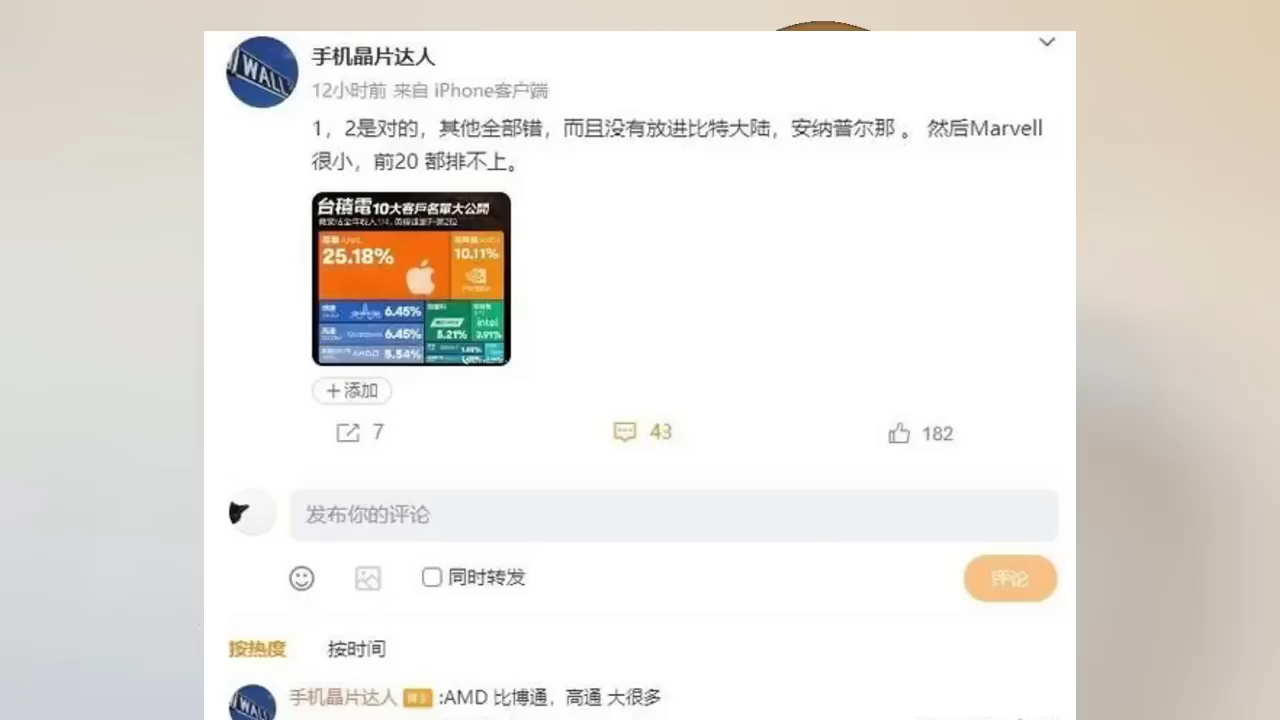 手机晶片达人
12小时前 来自 iPhone客户端
1，2是对的，其他全部错，而且没有放进比特大陆，安纳普尔那 。 然后Marvell
很小，前20 都排不上。
WALL
台積電10大客戶名單大公開
25.18%
10.11%
6.45%
intel
6.45%
5.21%
3.91%
AMD
5.54%
添加
7
43
182
发布你的评论
同时转发
评论
按热度
按时间
手机晶片达人 博主 :AMD 比博通，高通 大很多
WALL